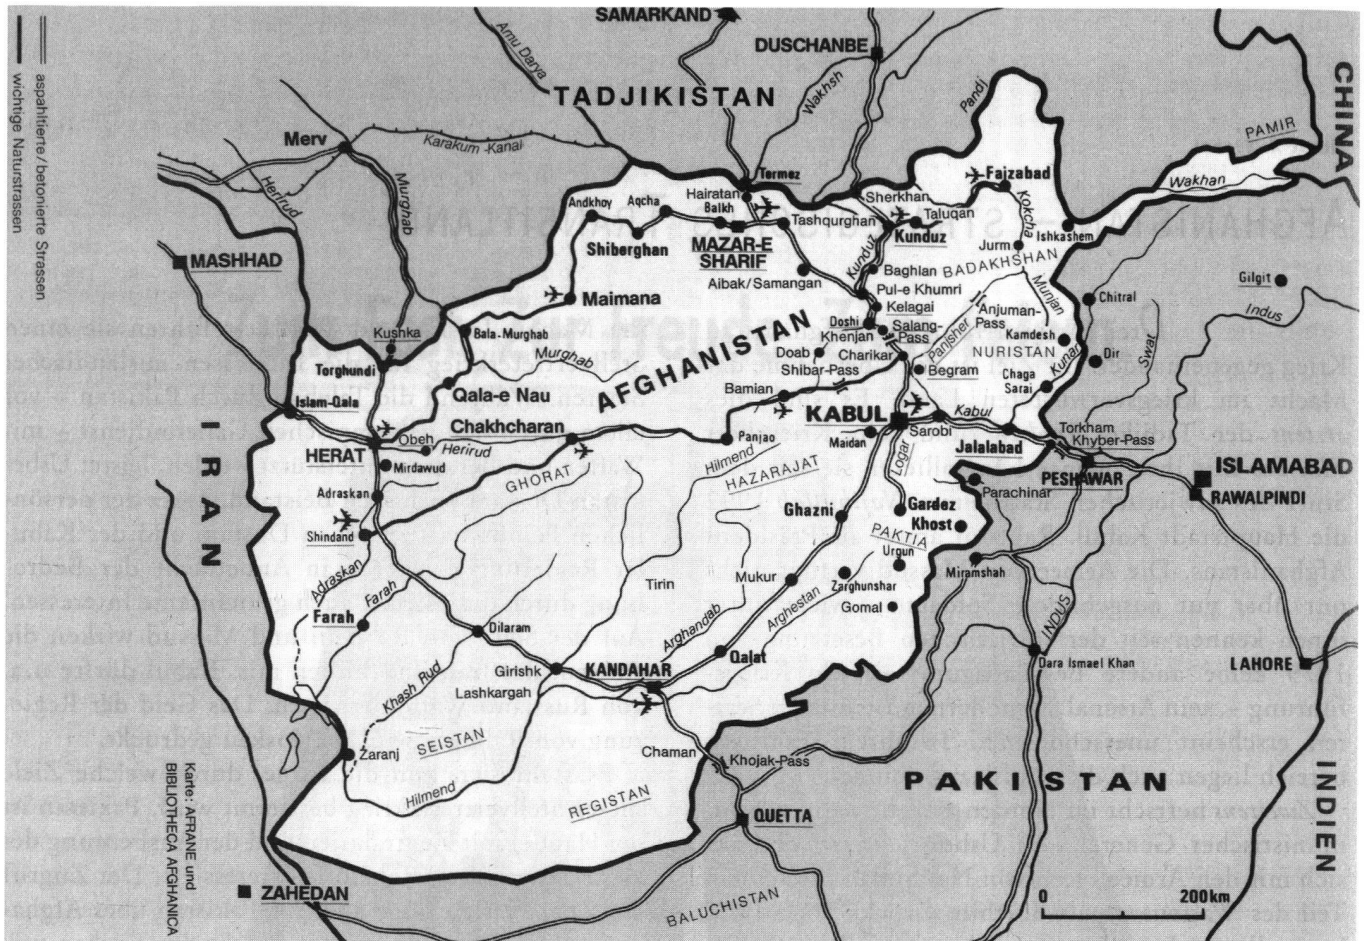 SAMARKAND
DUSCHANBE
Amu Darya
Wakhsh
Pandj
CHINA
TADJIKISTAN
PAMIR
asphaltierte/betonierte Strassen
wichtige Naturstrassen
Merv
Karakum-Kanal
Herirud
Murghab
Termez
Hairatan
Balkh
Sherkhan
Faizabad
Wakhan
Andkhoy
Aqcha
Tashqurghan
Taluqan
Kokcha
Kunduz
Ishkashem
Shiberghan
MAZAR-E
SHARIF
Kunduz
Jurm
BADAKHSHAN
MASHHAD
Aibak/Samangan
Baghlan
Munjan
Gilgit
Maimana
Pul-e Khumri
Chitral
Kelagai
Anjuman-
Pass
Indus
Kushka
Bala-Murghab
Doshi
Salang-
Pass
Khenjan
Panjsher
Kamdesh
Swat
Murghab
AFGHANISTAN
Doab
Charikar
NURISTAN
Kunar
Dir
Torghundi
Shibar-Pass
Begram
Chaga
Sarai
Qala-e Nau
Bamian
Islam-Qala
Chakhcharan
KABUL
Kabul
Sarobi
Torkham
Khyber-Pass
Obeh
Herirud
Panjao
Maidan
Logar
Jalalabad
HERAT
Mirdawud
GHORAT
Hilmend
HAZARAJAT
PESHAWAR
ISLAMABAD
RAWALPINDI
IRAN
Adraskan
Parachinar
Ghazni
Gardez
Khost
Shindand
PAKTIA
Urgun
Miramshah
Adraskan
Farah
Tirin
Mukur
Zarghunshar
Gomal
INDUS
Farah
Dilaram
Arghandab
Arghestan
Qalat
Dara Ismael Khan
LAHORE
Khash Rud
Girishk
KANDAHAR
Lashkargah
Zaranj
SEISTAN
Chaman
Khojak-Pass
Hilmend
REGISTAN
PAKISTAN
INDIEN
QUETTA
Karte: AFRANE und
BIBLIOTHECA AFGHANICA
ZAHEDAN
BALUCHISTAN
0 200km